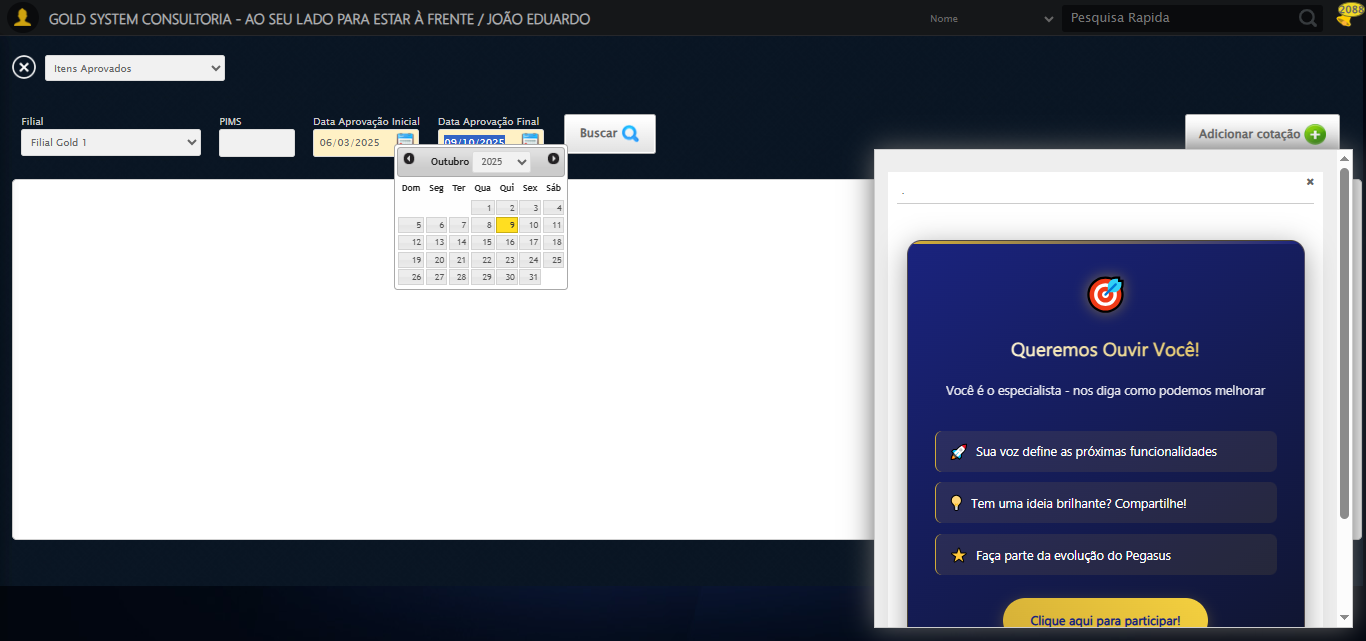 GOLD SYSTEM CONSULTORIA - AO SEU LADO PARA ESTAR À FRENTE / JOÃO EDUARDO
Nome
Pesquisa Rapida
2088
Itens Aprovados
Filial
PIMS
Data Aprovação Inicial
Data Aprovação Final
Filial Gold 1
06/03/2025
09/10/2025
Buscar
Adicionar cotação
Outubro 2025
Dom Seg Ter Qua Qui Sex Sáb
1 2 3 4
5 6 7 8 9 10 11
12 13 14 15 16 17 18
19 20 21 22 23 24 25
26 27 28 29 30 31
.
Queremos Ouvir Você!
Você é o especialista - nos diga como podemos melhorar
Sua voz define as próximas funcionalidades
Tem uma ideia brilhante? Compartilhe!
Faça parte da evolução do Pegasus
Clique aqui para participar!